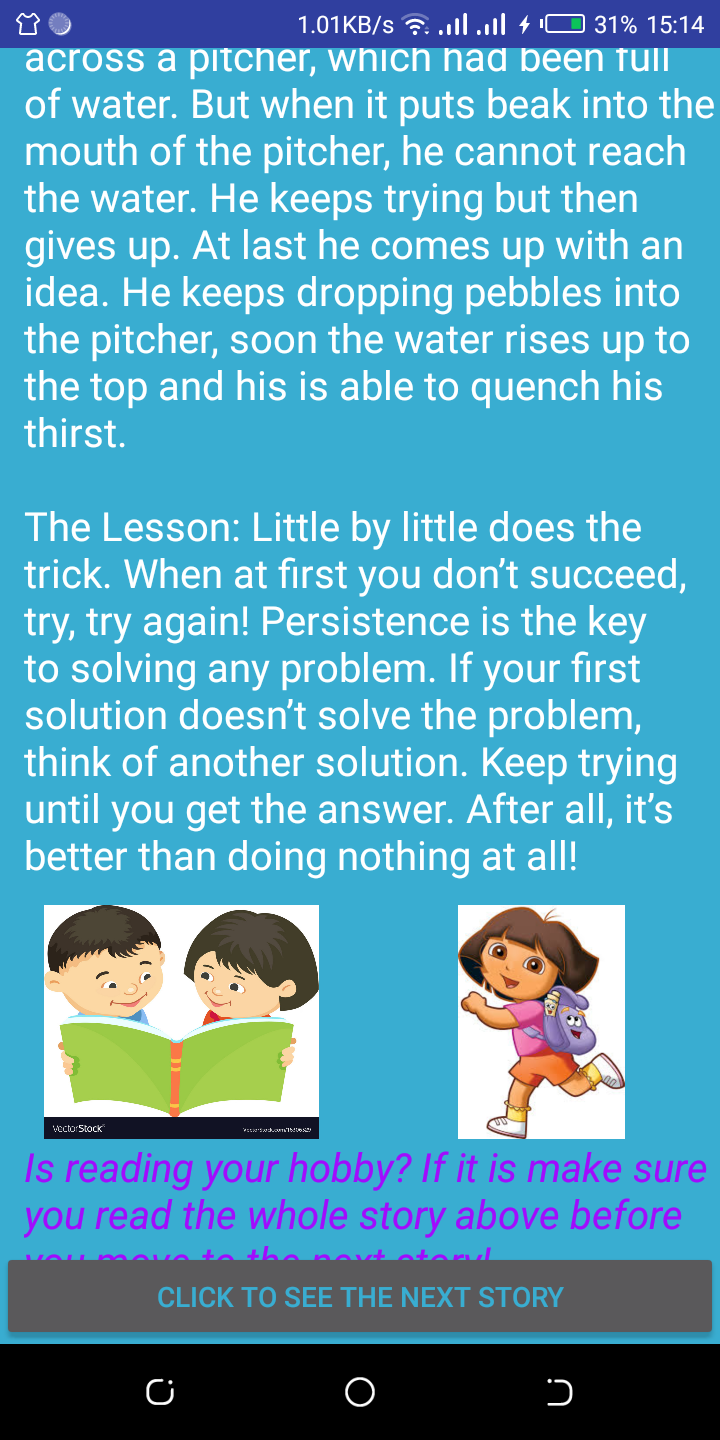 1.01KB/s 31% 15:14
across a pitcher, which had been full
of water. But when it puts beak into the
mouth of the pitcher, he cannot reach
the water. He keeps trying but then
gives up. At last he comes up with an
idea. He keeps dropping pebbles into
the pitcher, soon the water rises up to
the top and his is able to quench his
thirst.
The Lesson: Little by little does the
trick. When at first you don’t succeed,
try, try again! Persistence is the key
to solving any problem. If your first
solution doesn’t solve the problem,
think of another solution. Keep trying
until you get the answer. After all, it’s
better than doing nothing at all!
VectorStock
Is reading your hobby? If it is make sure
you read the whole story above before
you move to the next story!
CLICK TO SEE THE NEXT STORY